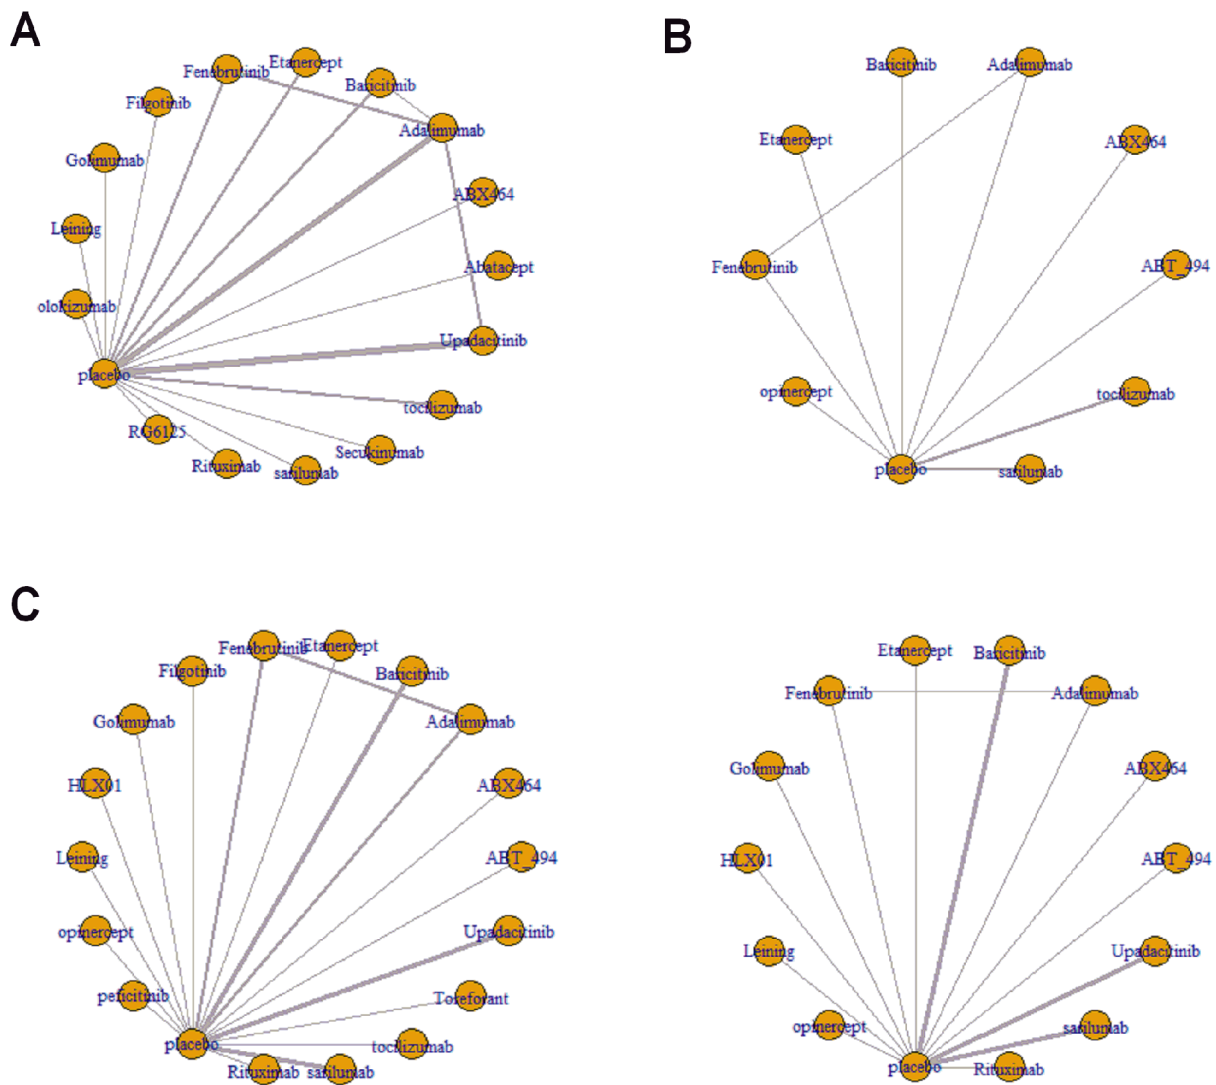 A
B
Fenebrutinib
Etanercept
Baricitinib
Filgotinib
Adalimumab
Golimumab
ABX464
Leining
Abatacept
olokizumab
Upadacitinib
placebo
tocilizumab
RG6125
Secukinumab
Rituximab
sarilumab
Baricitinib
Adalimumab
Etanercept
ABX464
Fenebrutinib
ABT_494
opinercept
tocilizumab
placebo
sarilumab
C
Fenebrutinib
Etanercept
Filgotinib
Baricitinib
Golimumab
Adalimumab
HLX01
ABX464
Leining
ABT_494
opinercept
Upadacitinib
peficitinib
Toreforant
placebo
tocilizumab
Rituximab
sarilumab
Etanercept
Baricitinib
Fenebrutinib
Adalimumab
Golimumab
ABX464
HLX01
ABT_494
Leining
Upadacitinib
opinercept
sarilumab
placebo
Rituximab